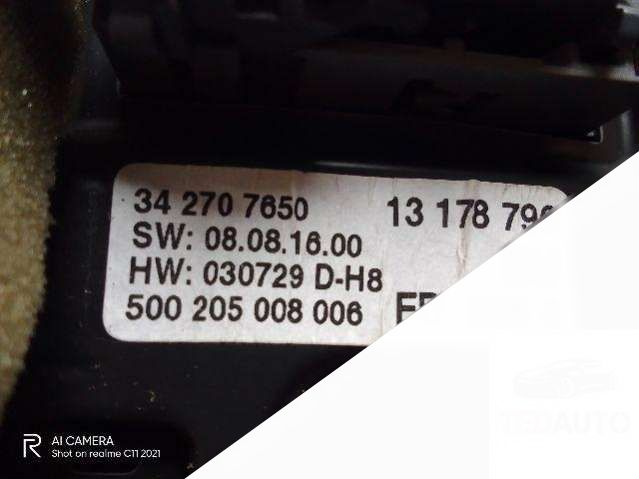 34 270 7650 13 178 79
SW: 08.08.16.00
HW: 030729 D-H8
500 205 008 006
R AI CAMERA
Shot on realme C11 2021
TEDAUTO